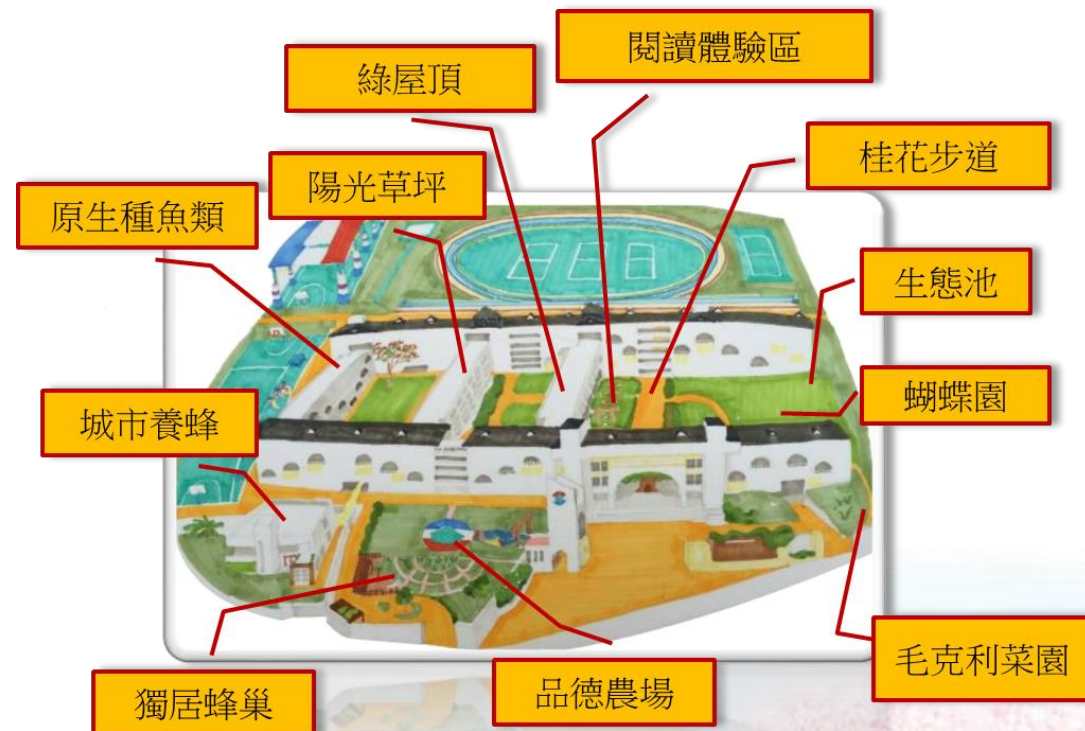 閱讀體驗區
綠屋頂
桂花步道
陽光草坪
原生種魚類
生態池
蝴蝶園
城市養蜂
毛克利菜園
品德農場
獨居蜂巢